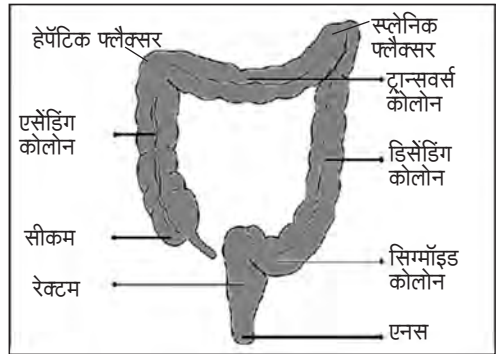 हेपॅटिक फ्लैक्सर
स्प्लेनिक
फ्लैक्सर
ट्रान्सवर्स
कोलोन
एसेंडिंग
कोलोन
डिसेंडिंग
कोलोन
सीकम
सिग्मॉइड
कोलोन
रेक्टम
एनस